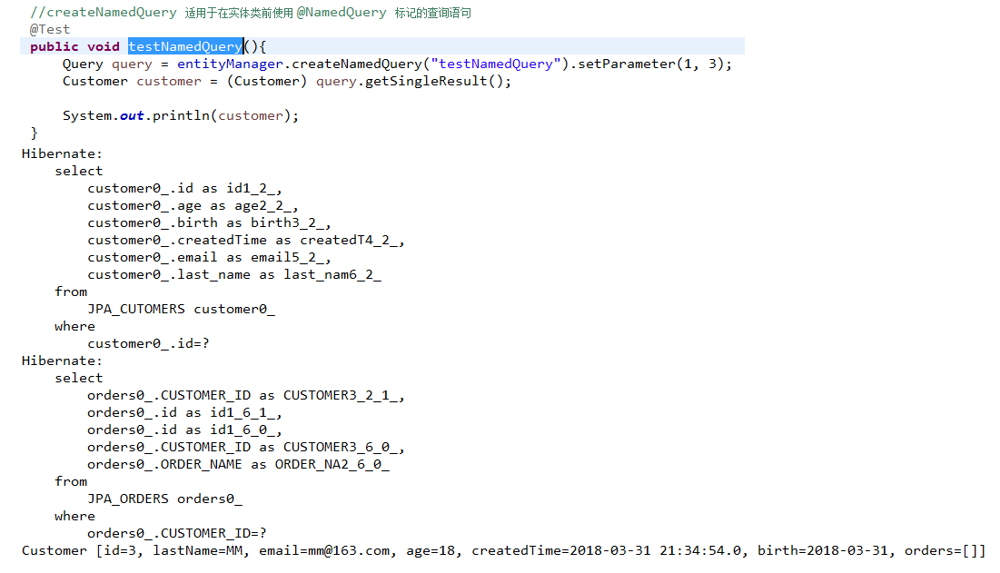 //createNamedQuery 适用于在实体类前使用 @NamedQuery 标记的查询语句
@Test
public void testNamedQuery(){
Query query = entityManager.createNamedQuery("testNamedQuery").setParameter(1, 3);
Customer customer = (Customer) query.getSingleResult();
System.out.println(customer);
}
Hibernate:
select
customer0_.id as id1_2_,
customer0_.age as age2_2_,
customer0_.birth as birth3_2_,
customer0_.createdTime as createdT4_2_,
customer0_.email as email5_2_,
customer0_.last_name as last_nam6_2_
from
JPA_CUTOMERS customer0_
where
customer0_.id=?
Hibernate:
select
orders0_.CUSTOMER_ID as CUSTOMER3_2_1_,
orders0_.id as id1_6_1_,
orders0_.id as id1_6_0_,
orders0_.CUSTOMER_ID as CUSTOMER3_6_0_,
orders0_.ORDER_NAME as ORDER_NA2_6_0_
from
JPA_ORDERS orders0_
where
orders0_.CUSTOMER_ID=?
Customer [id=3, lastName=MM, email=mm@163.com, age=18, createdTime=2018-03-31 21:34:54.0, birth=2018-03-31, orders=[]]